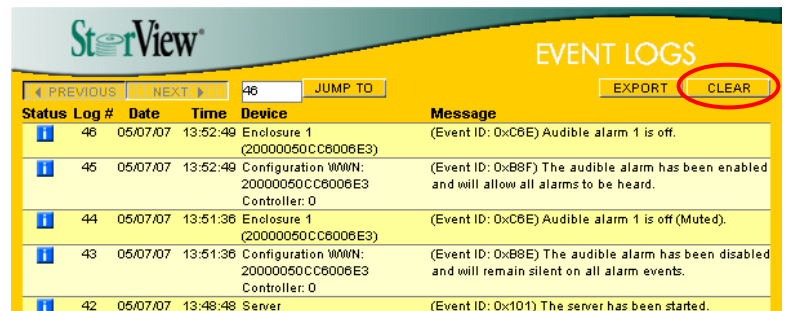 StorView®
EVENT LOGS
PREVIOUS NEXT 46 JUMP TO EXPORT CLEAR
Status Log # Date Time Device Message
46 05/07/07 13:52:49 Enclosure 1 (Event ID: 0xC6E) Audible alarm 1 is off.
(20000050CC6006E3)
45 05/07/07 13:52:49 Configuration WWN: (Event ID: 0xB8F) The audible alarm has been enabled
20000050CC6006E3 and will allow all alarms to be heard.
Controller: 0
44 05/07/07 13:51:36 Enclosure 1 (Event ID: 0xC6E) Audible alarm 1 is off (Muted).
(20000050CC6006E3)
43 05/07/07 13:51:36 Configuration WWN: (Event ID: 0xB8E) The audible alarm has been disabled
20000050CC6006E3 and will remain silent on all alarm events.
Controller: 0
42 05/07/07 13:48:48 Server (Event ID: 0x101) The server has been started.